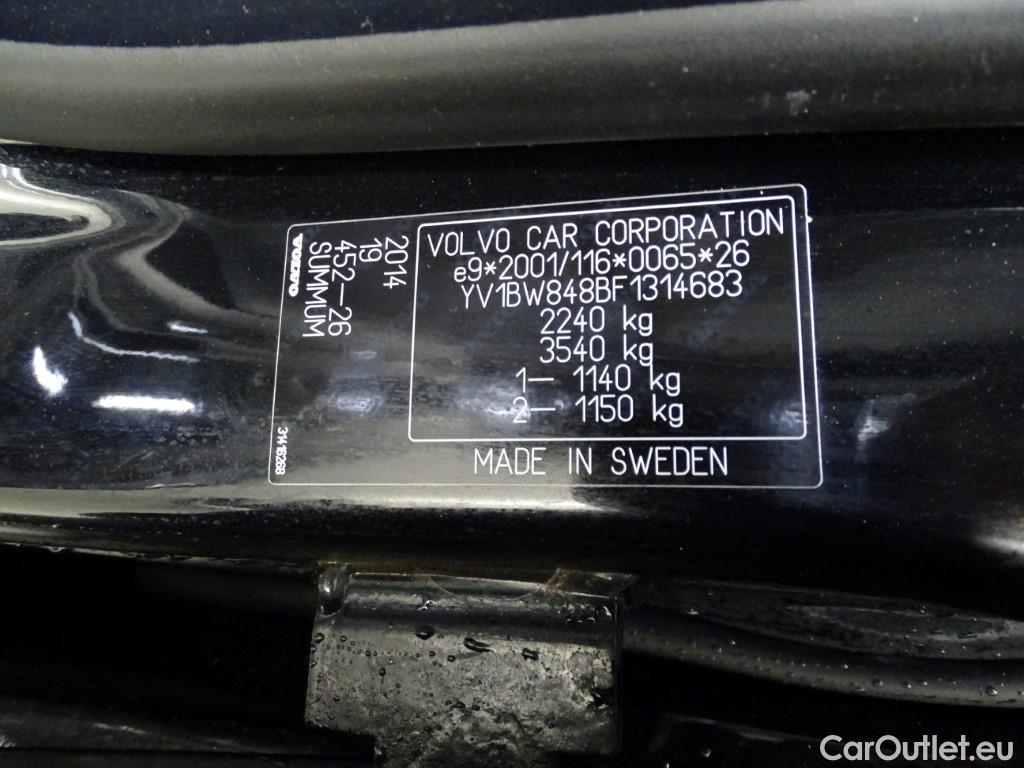 VOLVO CAR CORPORATION
e9*2001/116*0065*26
YV1BW848BF1314683
2240 kg
3540 kg
1— 1140 kg
2— 1150 kg
MADE IN SWEDEN
VOLVO
2014
19
452—26
SUMMUM
31416268
CarOutlet.eu